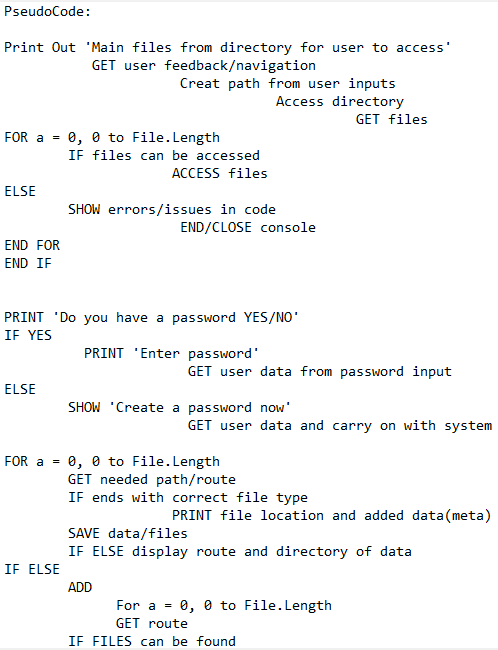 PseudoCode:
Print Out 'Main files from directory for user to access'
GET user feedback/navigation
Creat path from user inputs
Access directory
GET files
FOR a = 0, 0 to File.Length
IF files can be accessed
ACCESS files
ELSE
SHOW errors/issues in code
END/CLOSE console
END FOR
END IF
PRINT 'Do you have a password YES/NO'
IF YES
PRINT 'Enter password'
GET user data from password input
ELSE
SHOW 'Create a password now'
GET user data and carry on with system
FOR a = 0, 0 to File.Length
GET needed path/route
IF ends with correct file type
PRINT file location and added data(meta)
SAVE data/files
IF ELSE display route and directory of data
IF ELSE
ADD
For a = 0, 0 to File.Length
GET route
IF FILES can be found